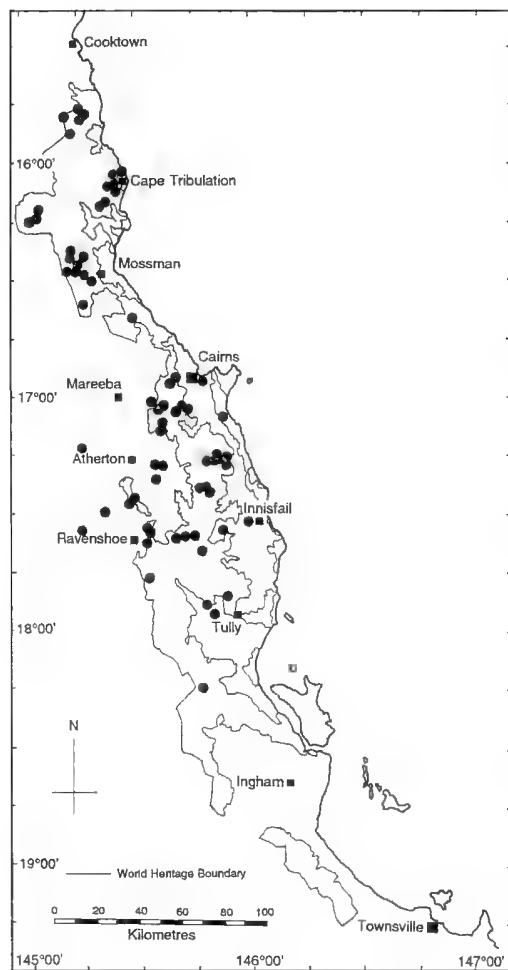 Cooktown
16°00'
Cape Tribulation
Mossman
Cairns
17°00'
Mareeba
Atherton
Innisfail
Ravenshoe
18°00'
Tully
N
Ingham
19°00'
World Heritage Boundary
0 20 40 60 80 100
Kilometres
Townsville
145°00' 146°00' 147°00'